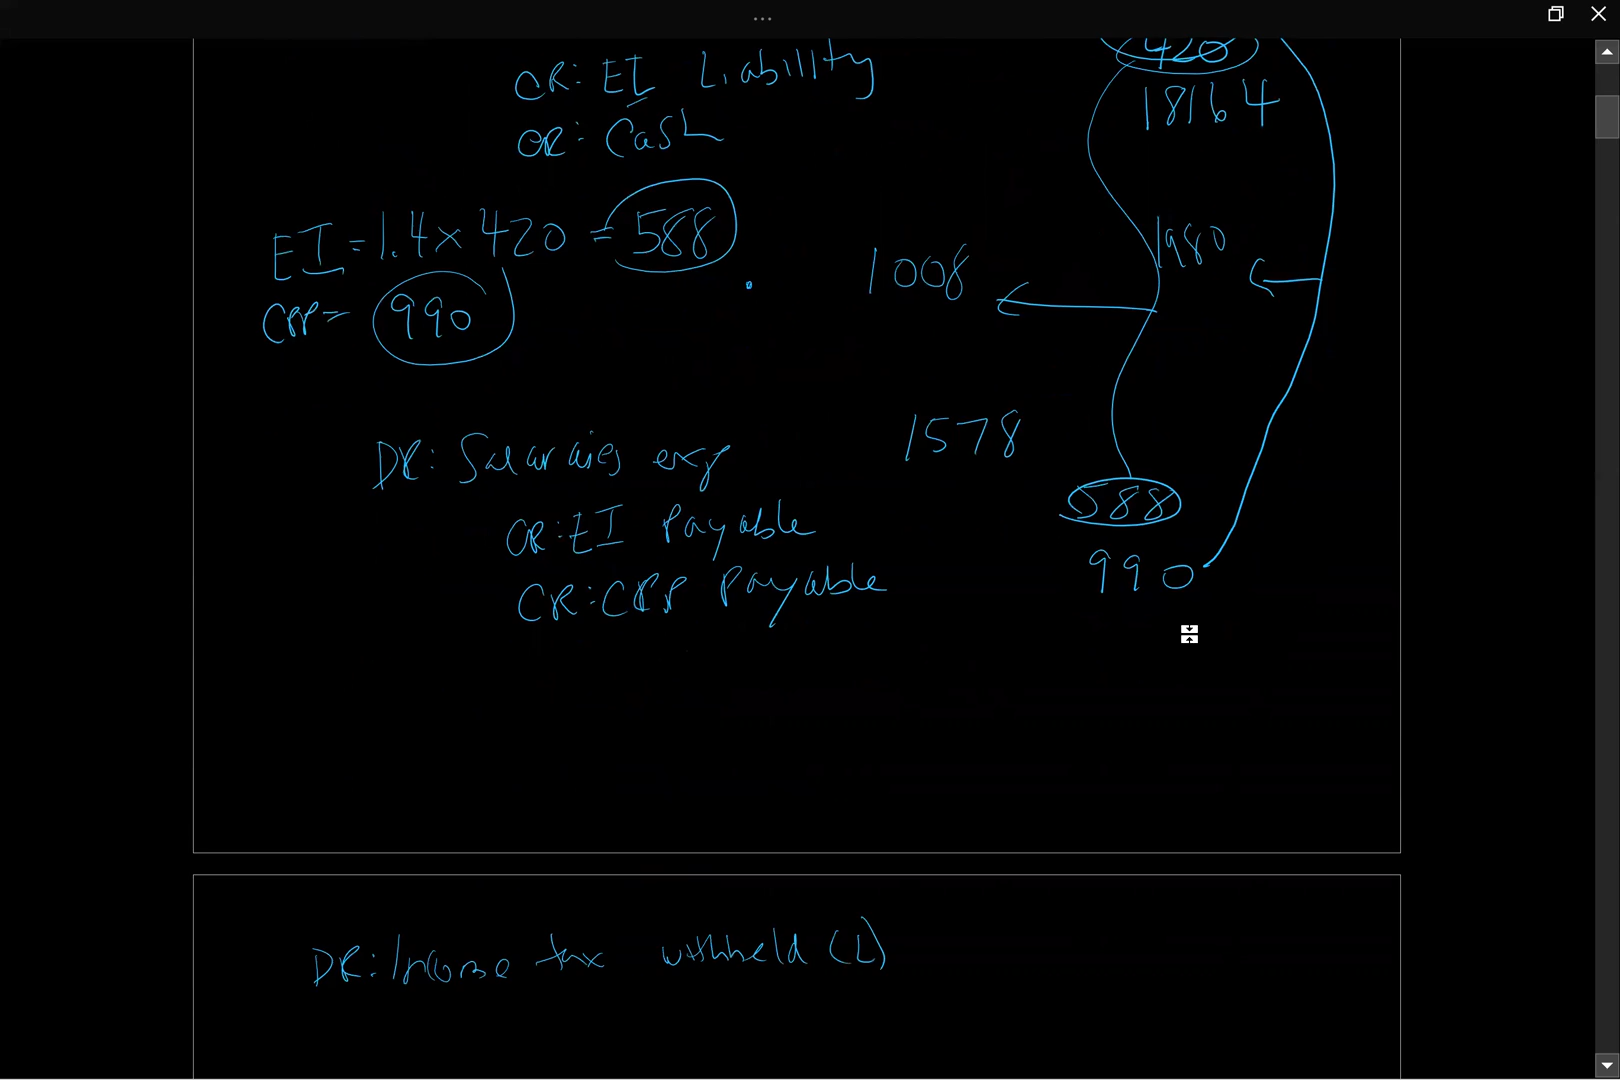 420
CR: EI Liability
18164
CR: Cash
EI = 1.4 × 420 = 588
1980
1008
CPP = 990
DR: Salaraies exp 1578
CR: EI Payable 588
CR: CPP Payable 990
DR: Income tax withheld (L)